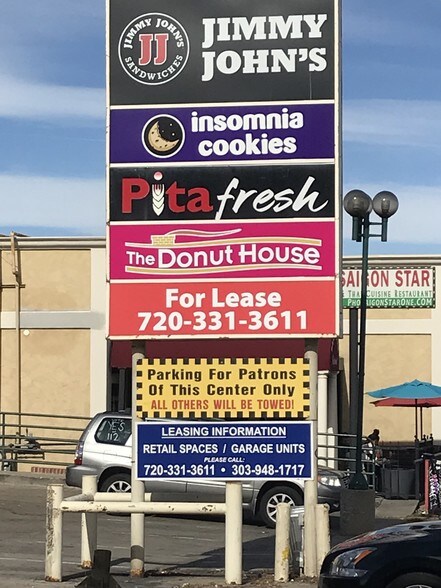 JIMMY JOHN'S
JJ
SANDWICHES
JIMMY
JOHN'S
insomnia
cookies
Pita fresh
THE DONUT HOUSE
For Lease
720-331-3611
SAIGON STAR
THAI CUISINE RESTAURANT
PHOSAIGONSTARONE.COM
Parking For Patrons
Of This Center Only
ALL OTHERS WILL BE TOWED!
LEASING INFORMATION
RETAIL SPACES / GARAGE UNITS
PLEASE CALL:
720-331-3611 • 303-948-1717